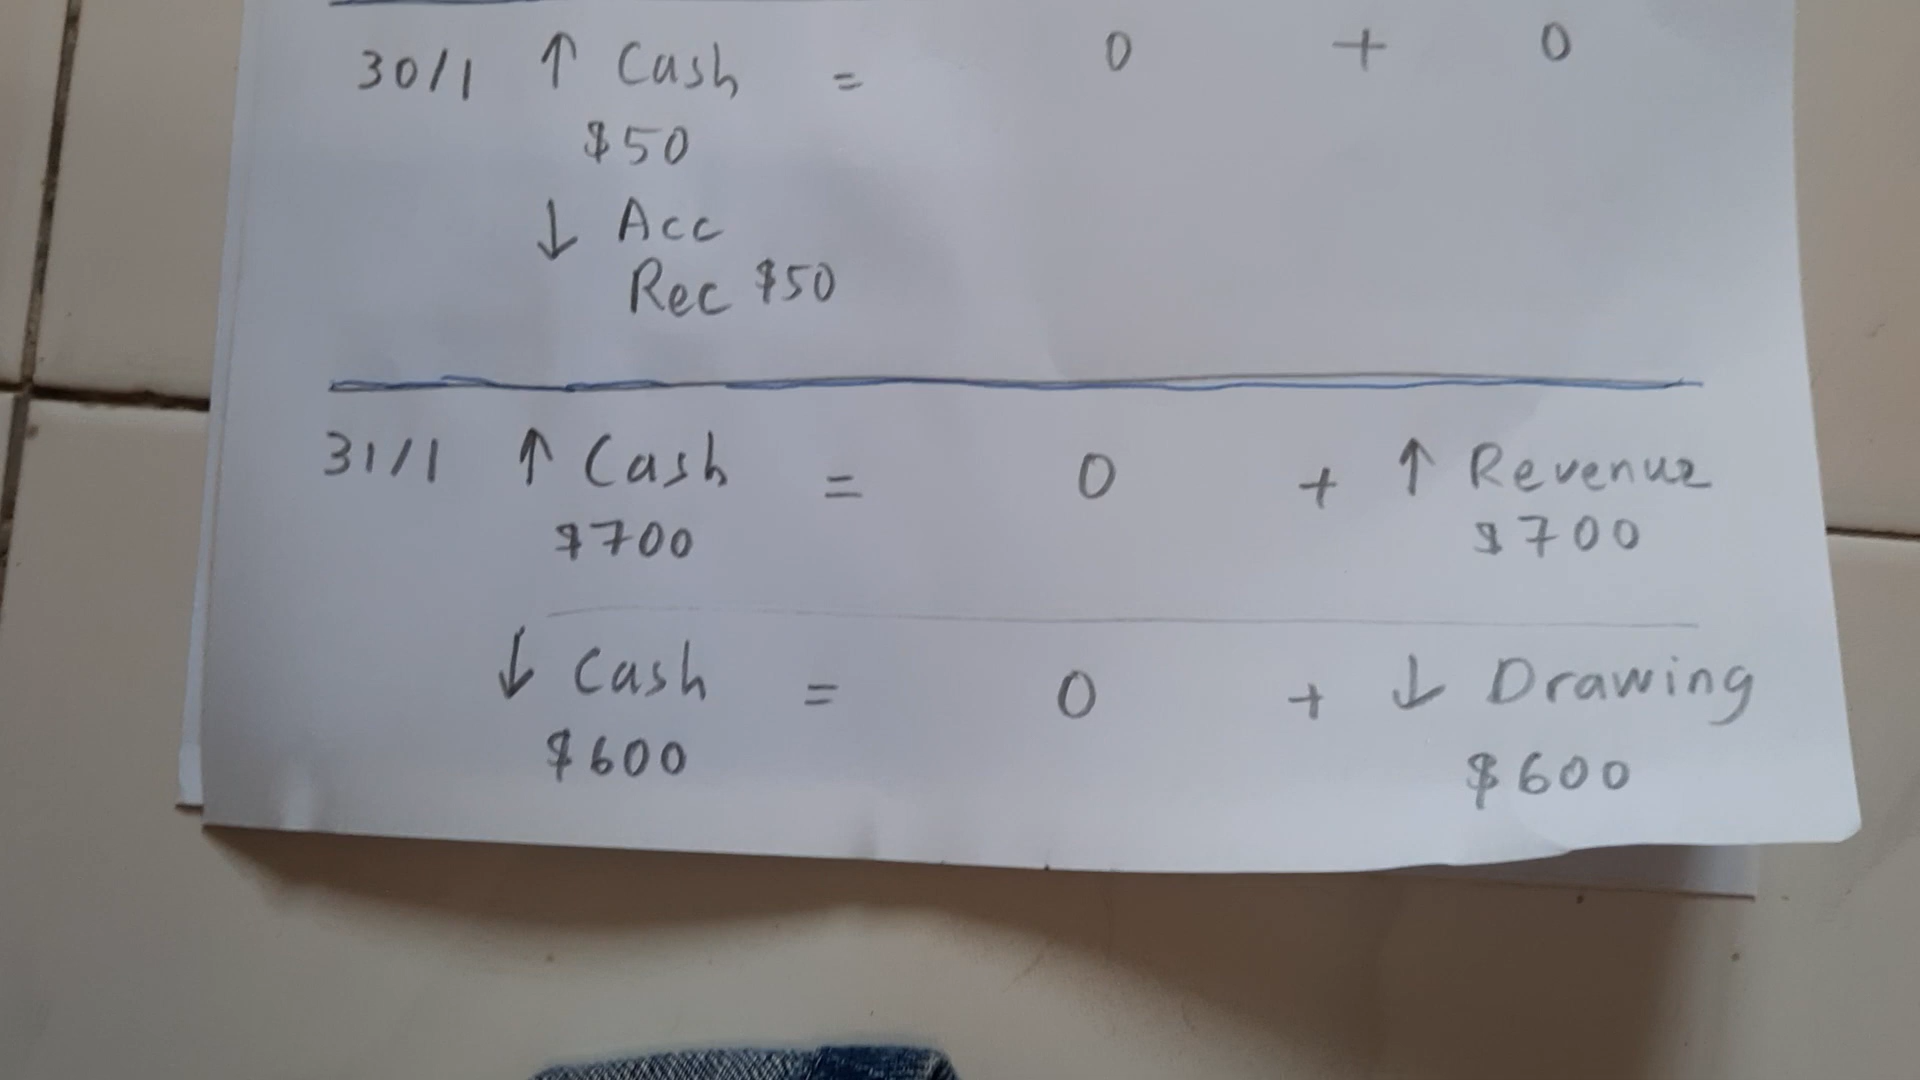 30/1 ↑ Cash = 0 + 0
$50
↓ Acc
Rec $50
31/1 ↑ Cash = 0 + ↑ Revenue
$700 $700
↓ Cash = 0 + ↓ Drawing
$600 $600